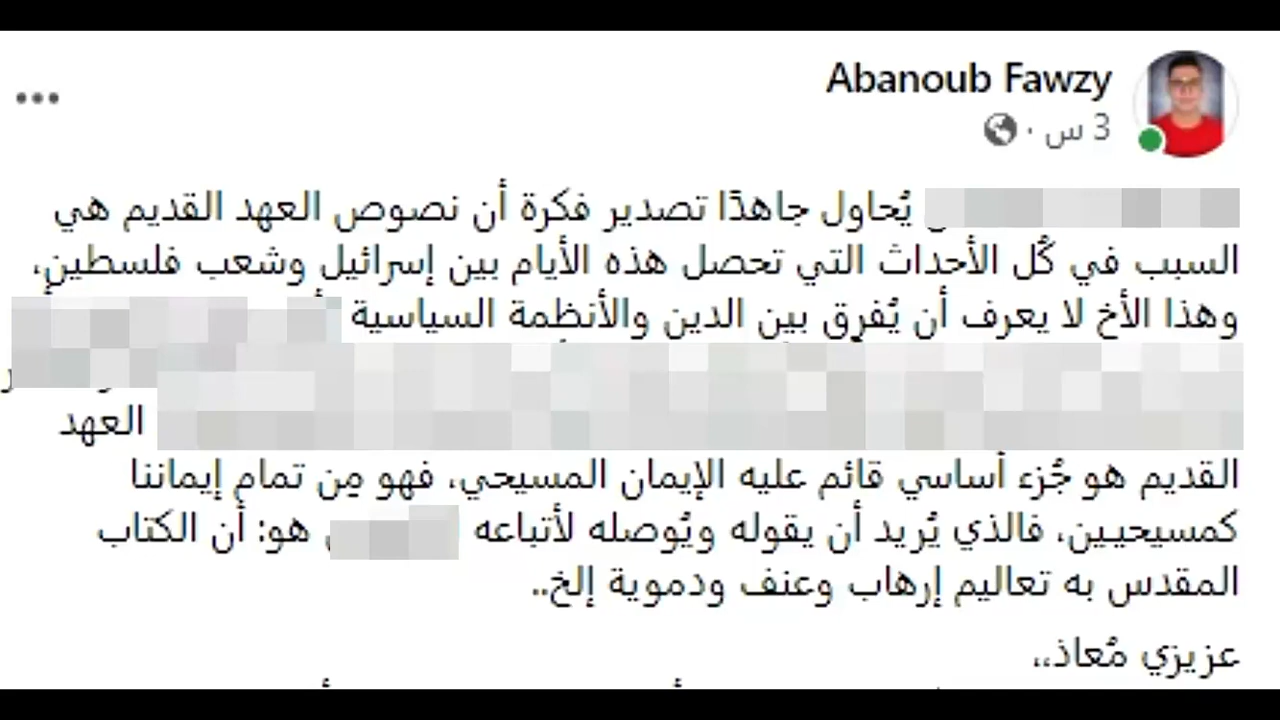 Abanoub Fawzy
3 س ·
يُحاول جاهدًا تصدير فكرة أن نصوص العهد القديم هي
السبب في كُل الأحداث التي تحصل هذه الأيام بين إسرائيل وشعب فلسطين،
وهذا الأخ لا يعرف أن يُفرق بين الدين والأنظمة السياسية
العهد
القديم هو جُزء أساسي قائم عليه الإيمان المسيحي، فهو مِن تمام إيماننا
كمسيحيين، فالذي يُريد أن يقوله ويُوصله لأتباعه هو: أن الكتاب
المقدس به تعاليم إرهاب وعنف ودموية إلخ..
عزيزي مُعاذ،،